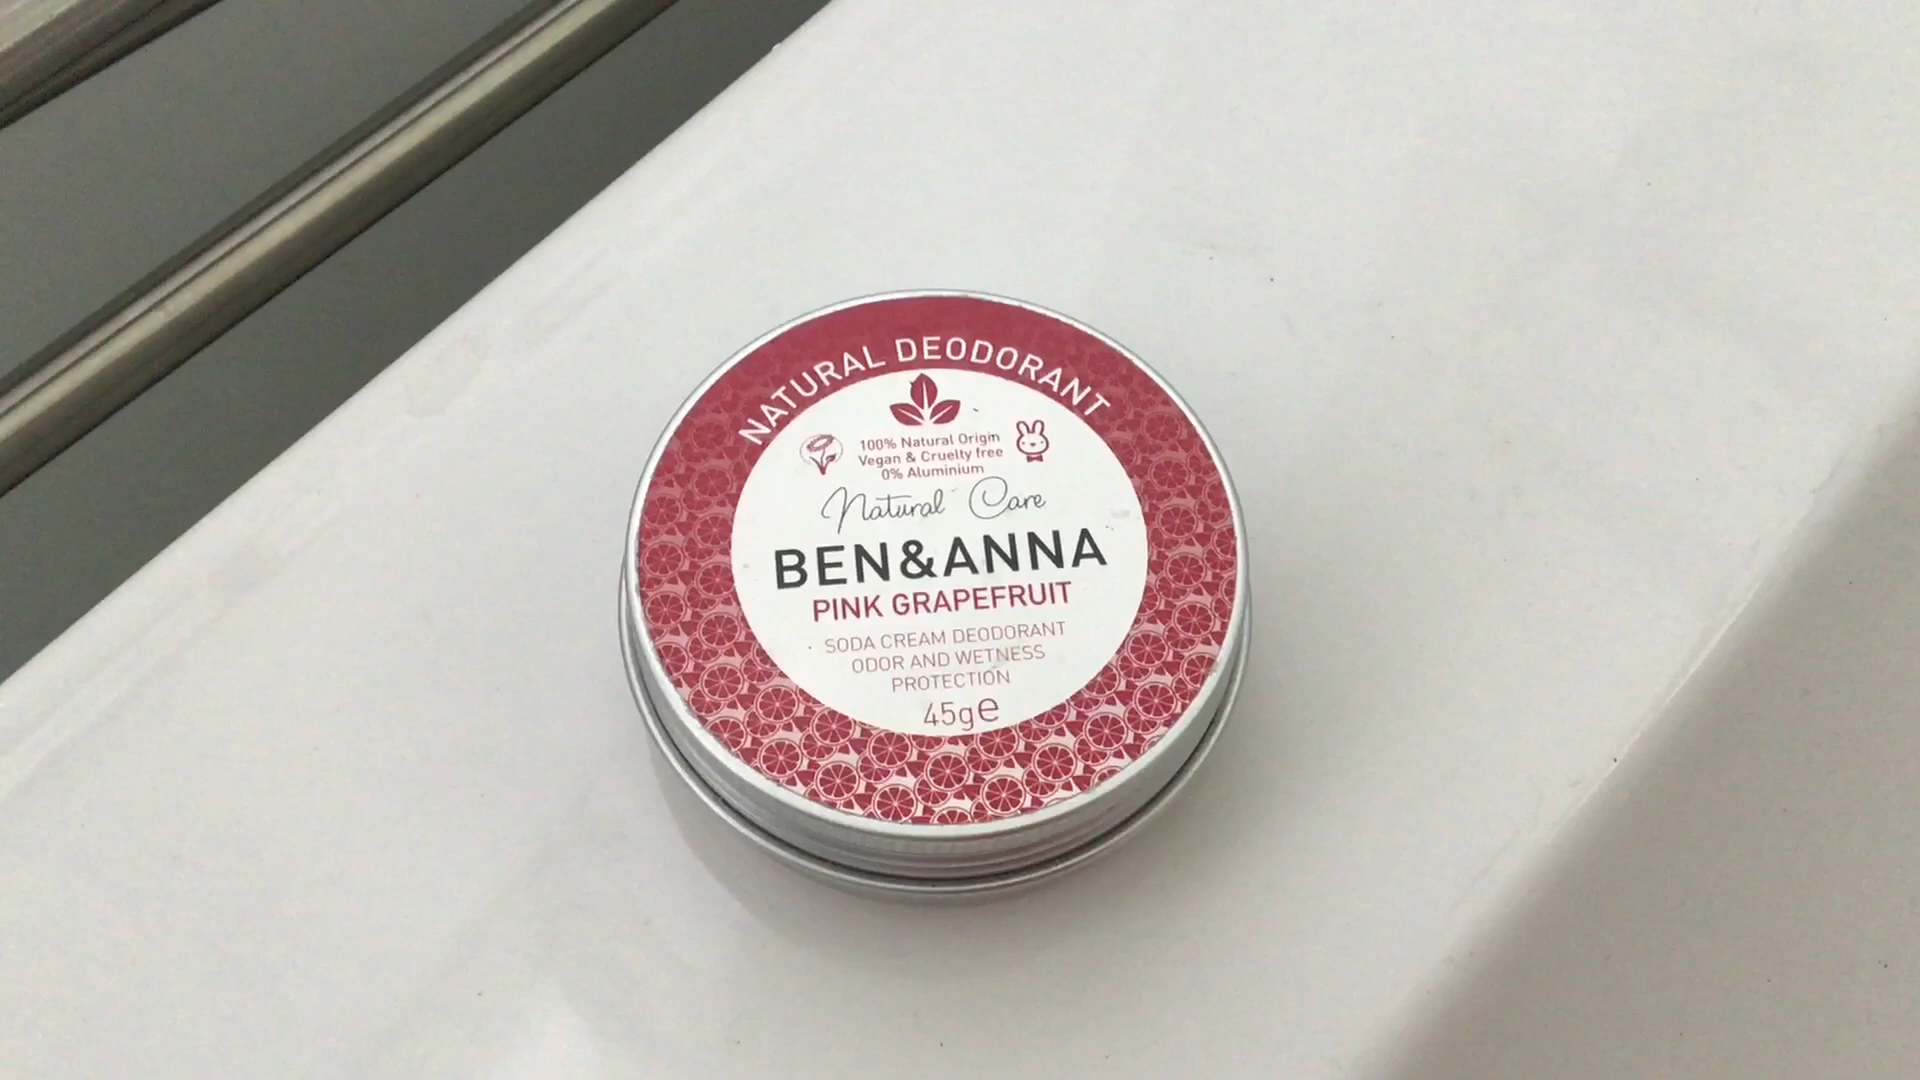 NATURAL DEODORANT
100% Natural Origin
Vegan & Cruelty free
0% Aluminium
Natural Care
BEN&ANNA
PINK GRAPEFRUIT
SODA CREAM DEODORANT
ODOR AND WETNESS
PROTECTION
45g℮